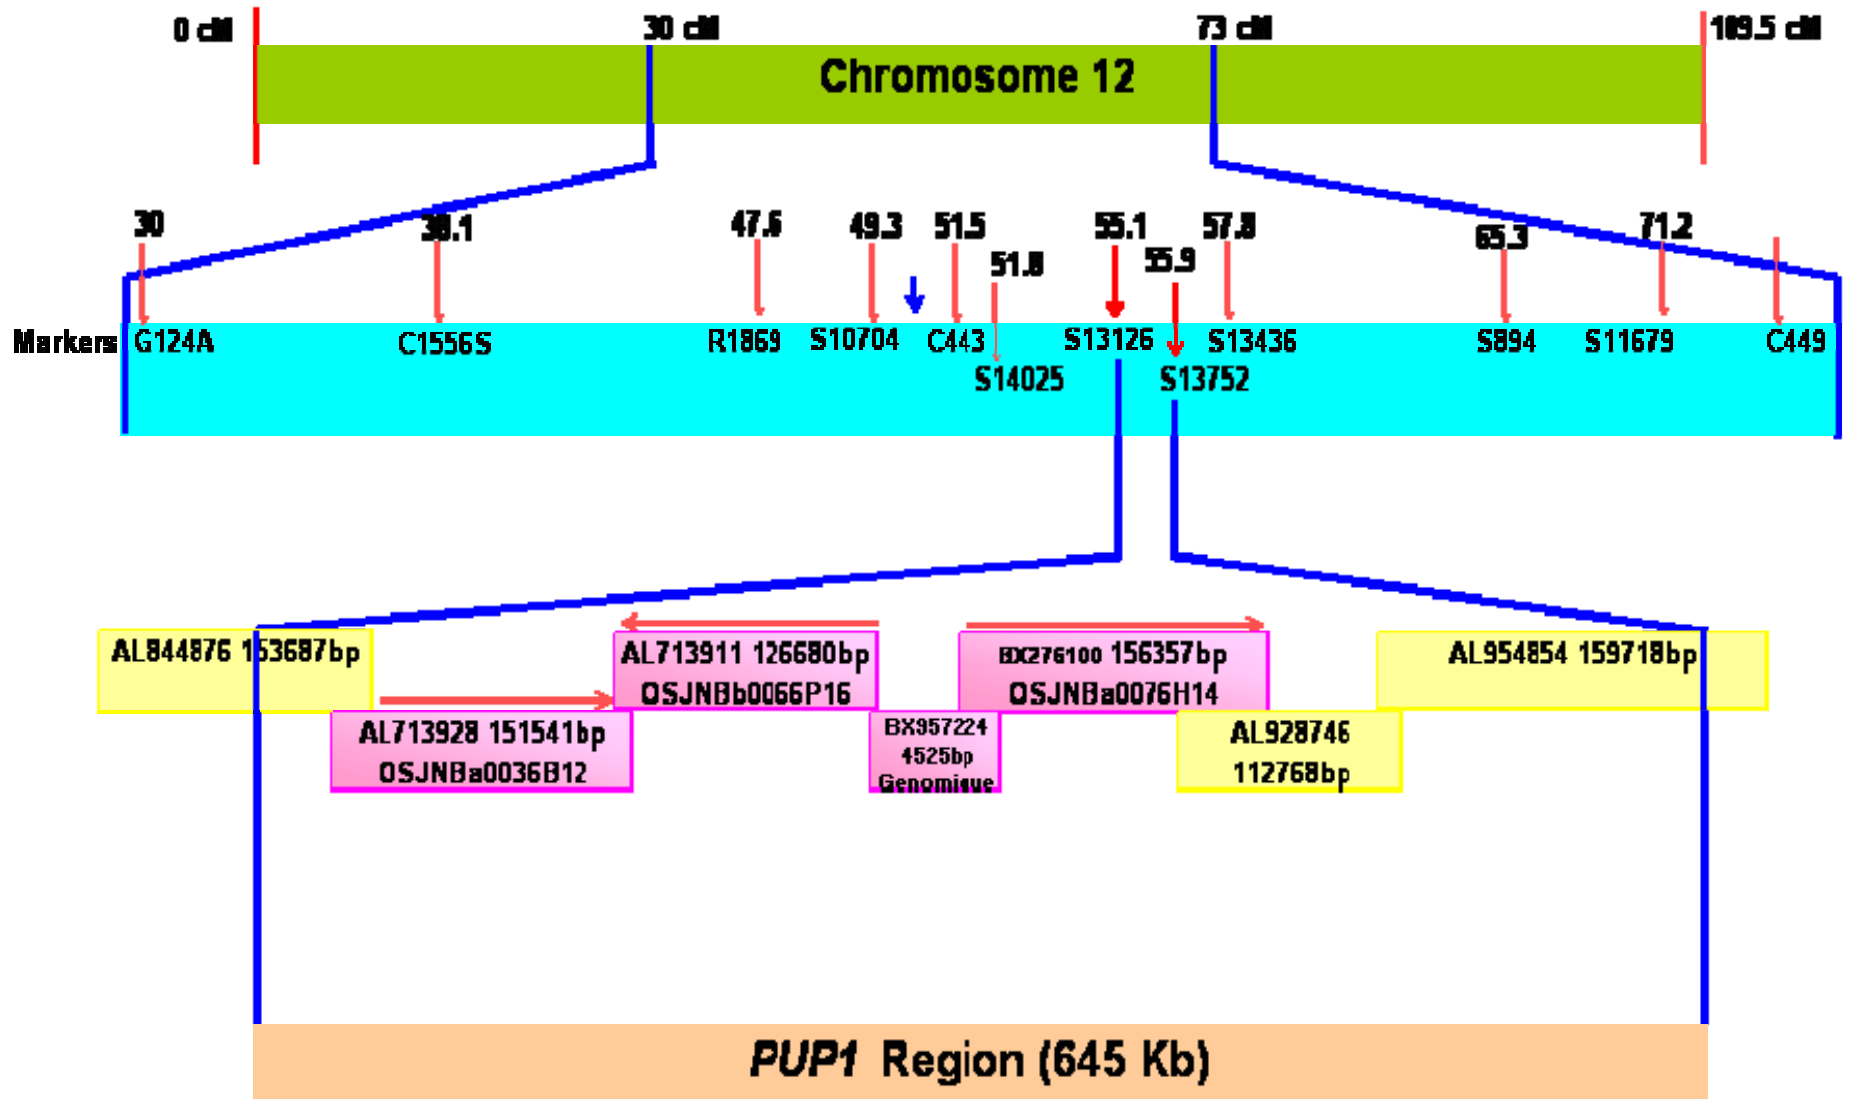 0 cM 30 cM 73 cM 109.5 cM
Chromosome 12
30 38.1 47.6 49.3 51.5 55.1 57.8 65.3 71.2
51.8 55.9
Markers G124A C1556S R1869 S10704 C443 S13126 S13436 S894 S11679 C449
S14025 S13752
AL844876 153687bp
AL713911 126680bp
OSJNBb0066P16
BX276100 156357bp
OSJNBa0076H14
AL954854 159718bp
AL713928 151541bp
OSJNBa0036B12
BX957224
4525bp
Genomique
AL928746
112768bp
PUP1 Region (645 Kb)